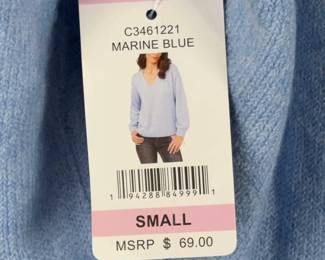 C3461221
MARINE BLUE
1 94288 84999 1
SMALL
MSRP $ 69.00